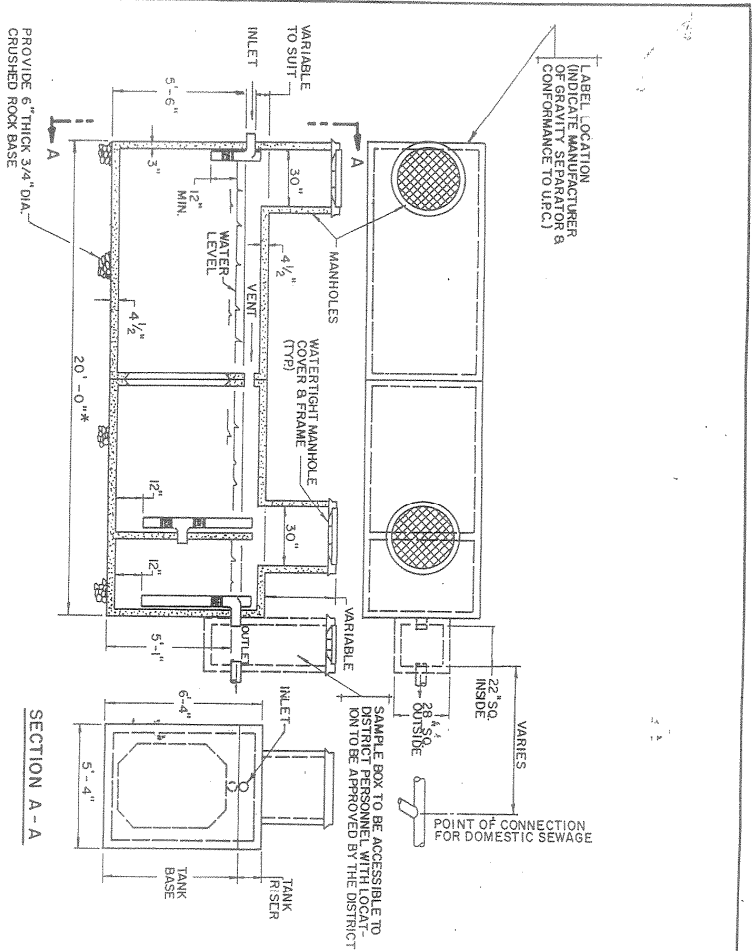 LABEL LOCATION
(INDICATE MANUFACTURER
OF GRAVITY SEPARATOR &
CONFORMANCE TO U.P.C.)
22" SQ.
INSIDE
28" SQ.
OUTSIDE
VARIES
POINT OF CONNECTION
FOR DOMESTIC SEWAGE
VARIABLE
TO SUIT
INLET
5'-6"
A
A
30"
MANHOLES
3"
12"
MIN.
WATER
LEVEL
VENT
4 1/2"
4 1/2"
WATERTIGHT MANHOLE
COVER & FRAME
(TYP.)
30"
12"
12"
20'-0"*
VARIABLE
OUTLET
5'-1"
PROVIDE 6" THICK 3/4" DIA.
CRUSHED ROCK BASE
SAMPLE BOX TO BE ACCESSIBLE TO
DISTRICT PERSONNEL WITH LOCAT-
ION TO BE APPROVED BY THE DISTRICT
INLET
6'-4"
5'-4"
TANK
RISER
TANK
BASE
SECTION A-A